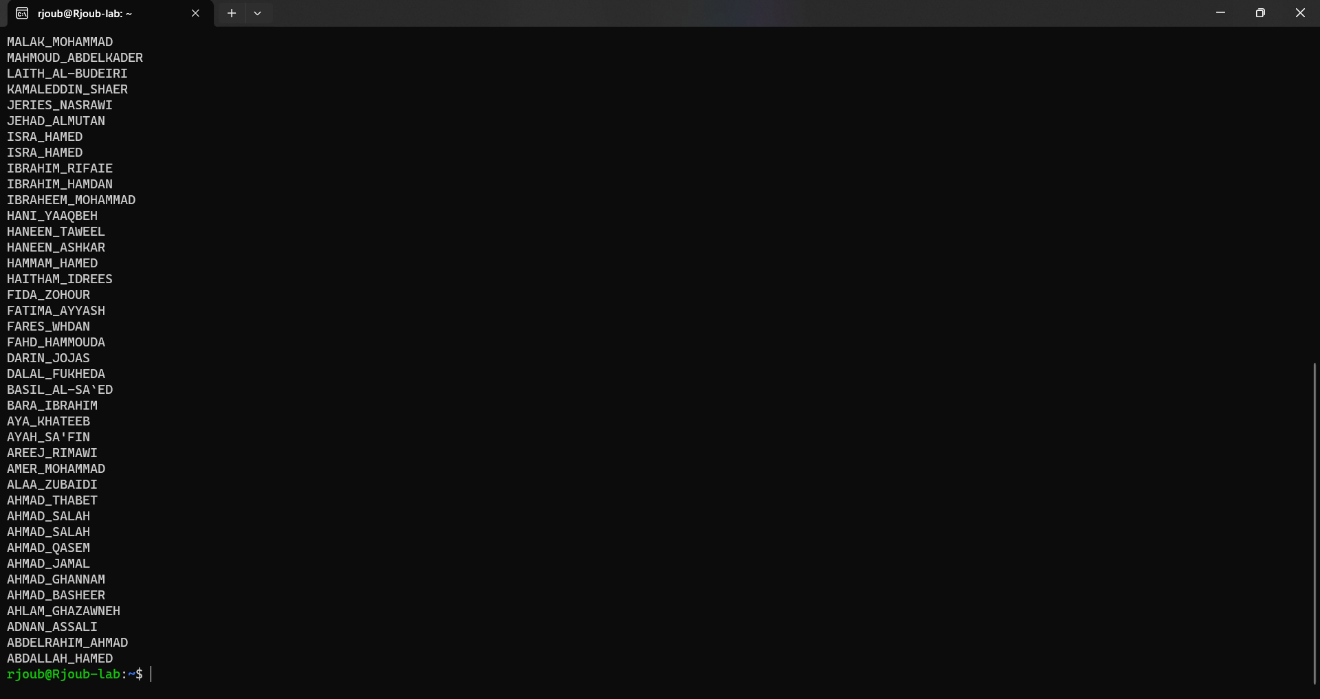 rjoub@Rjoub-lab: ~
MALAK_MOHAMMAD
MAHMOUD_ABDELKADER
LAITH_AL-BUDEIRI
KAMALEDDIN_SHAER
JERIES_NASRAWI
JEHAD_ALMUTAN
ISRA_HAMED
ISRA_HAMED
IBRAHIM_RIFAIE
IBRAHIM_HAMDAN
IBRAHEEM_MOHAMMAD
HANI_YAAQBEH
HANEEN_TAWEEL
HANEEN_ASHKAR
HAMMAM_HAMED
HAITHAM_IDREES
FIDA_ZOHOUR
FATIMA_AYYASH
FARES_WHDAN
FAHD_HAMMOUDA
DARIN_JOJAS
DALAL_FUKHEDA
BASIL_AL-SA`ED
BARA_IBRAHIM
AYA_KHATEEB
AYAH_SA'FIN
AREEJ_RIMAWI
AMER_MOHAMMAD
ALAA_ZUBAIDI
AHMAD_THABET
AHMAD_SALAH
AHMAD_SALAH
AHMAD_QASEM
AHMAD_JAMAL
AHMAD_GHANNAM
AHMAD_BASHEER
AHLAM_GHAZAWNEH
ADNAN_ASSALI
ABDELRAHIM_AHMAD
ABDALLAH_HAMED
rjoub@Rjoub-lab:~$